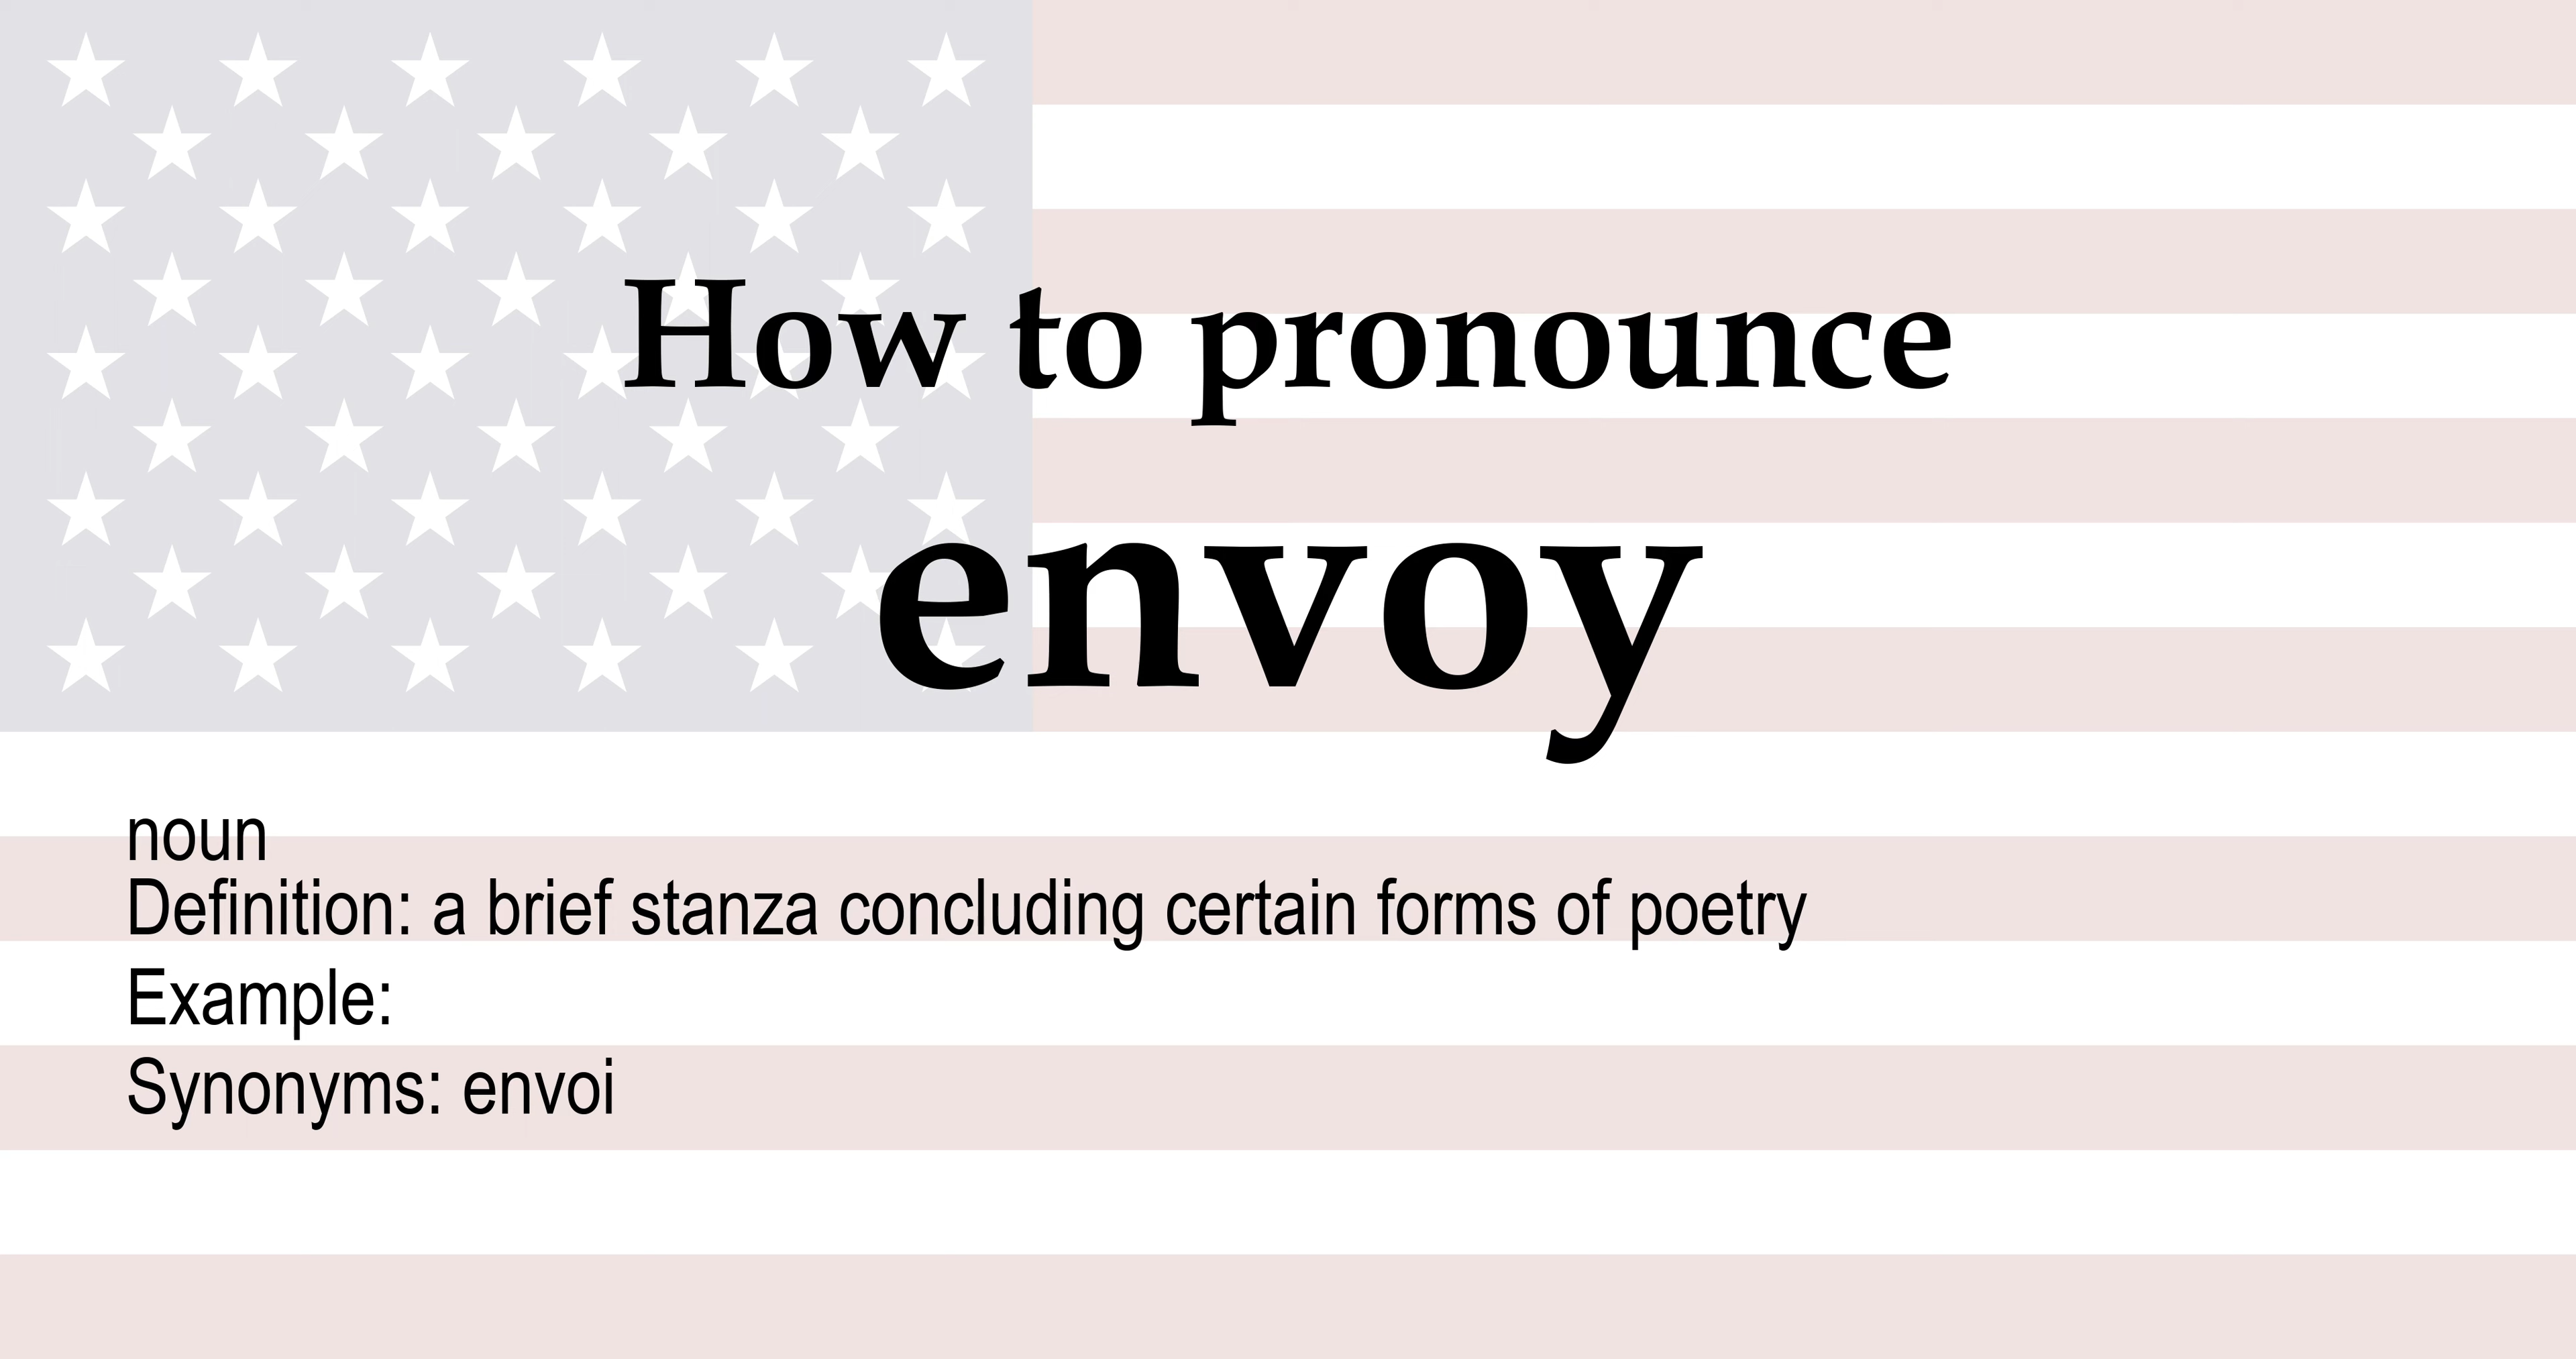 How to pronounce
envoy
noun
Definition: a brief stanza concluding certain forms of poetry
Example:
Synonyms: envoi